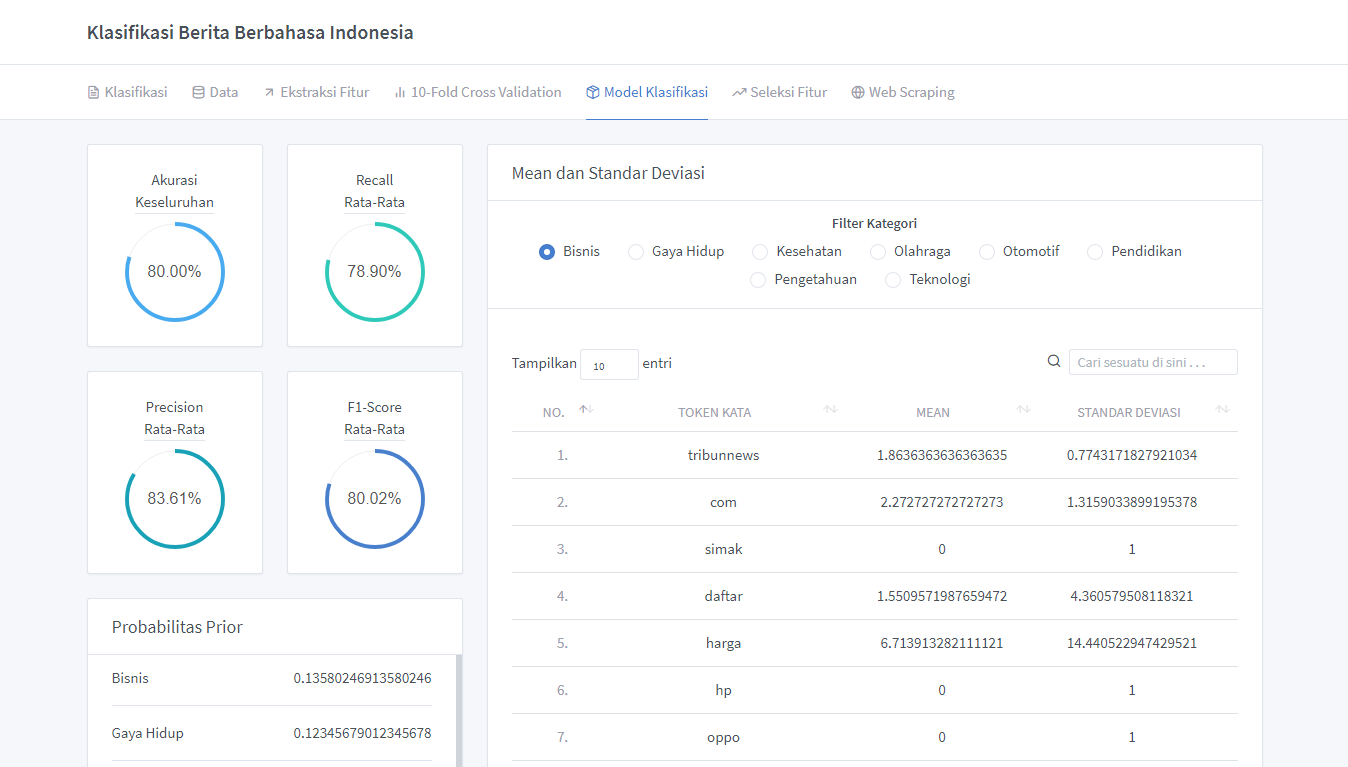 Klasifikasi Berita Berbahasa Indonesia
Klasifikasi Data Ekstraksi Fitur 10-Fold Cross Validation Model Klasifikasi Seleksi Fitur Web Scraping
Akurasi
Keseluruhan
80.00%
Recall
Rata-Rata
78.90%
Precision
Rata-Rata
83.61%
F1-Score
Rata-Rata
80.02%
Probabilitas Prior
Bisnis 0.13580246913580246
Gaya Hidup 0.12345679012345678
Mean dan Standar Deviasi
Filter Kategori
Bisnis Gaya Hidup Kesehatan Olahraga Otomotif Pendidikan
Pengetahuan Teknologi
Tampilkan 10 entri Cari sesuatu di sini . . .
NO. TOKEN KATA MEAN STANDAR DEVIASI
1. tribunnews 1.8636363636363635 0.7743171827921034
2. com 2.272727272727273 1.3159033899195378
3. simak 0 1
4. daftar 1.5509571987659472 4.360579508118321
5. harga 6.713913282111121 14.440522947429521
6. hp 0 1
7. oppo 0 1